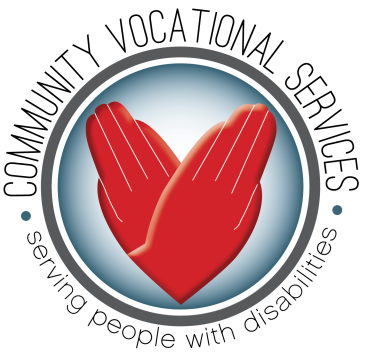 COMMUNITY VOCATIONAL SERVICES
serving people with disabilities